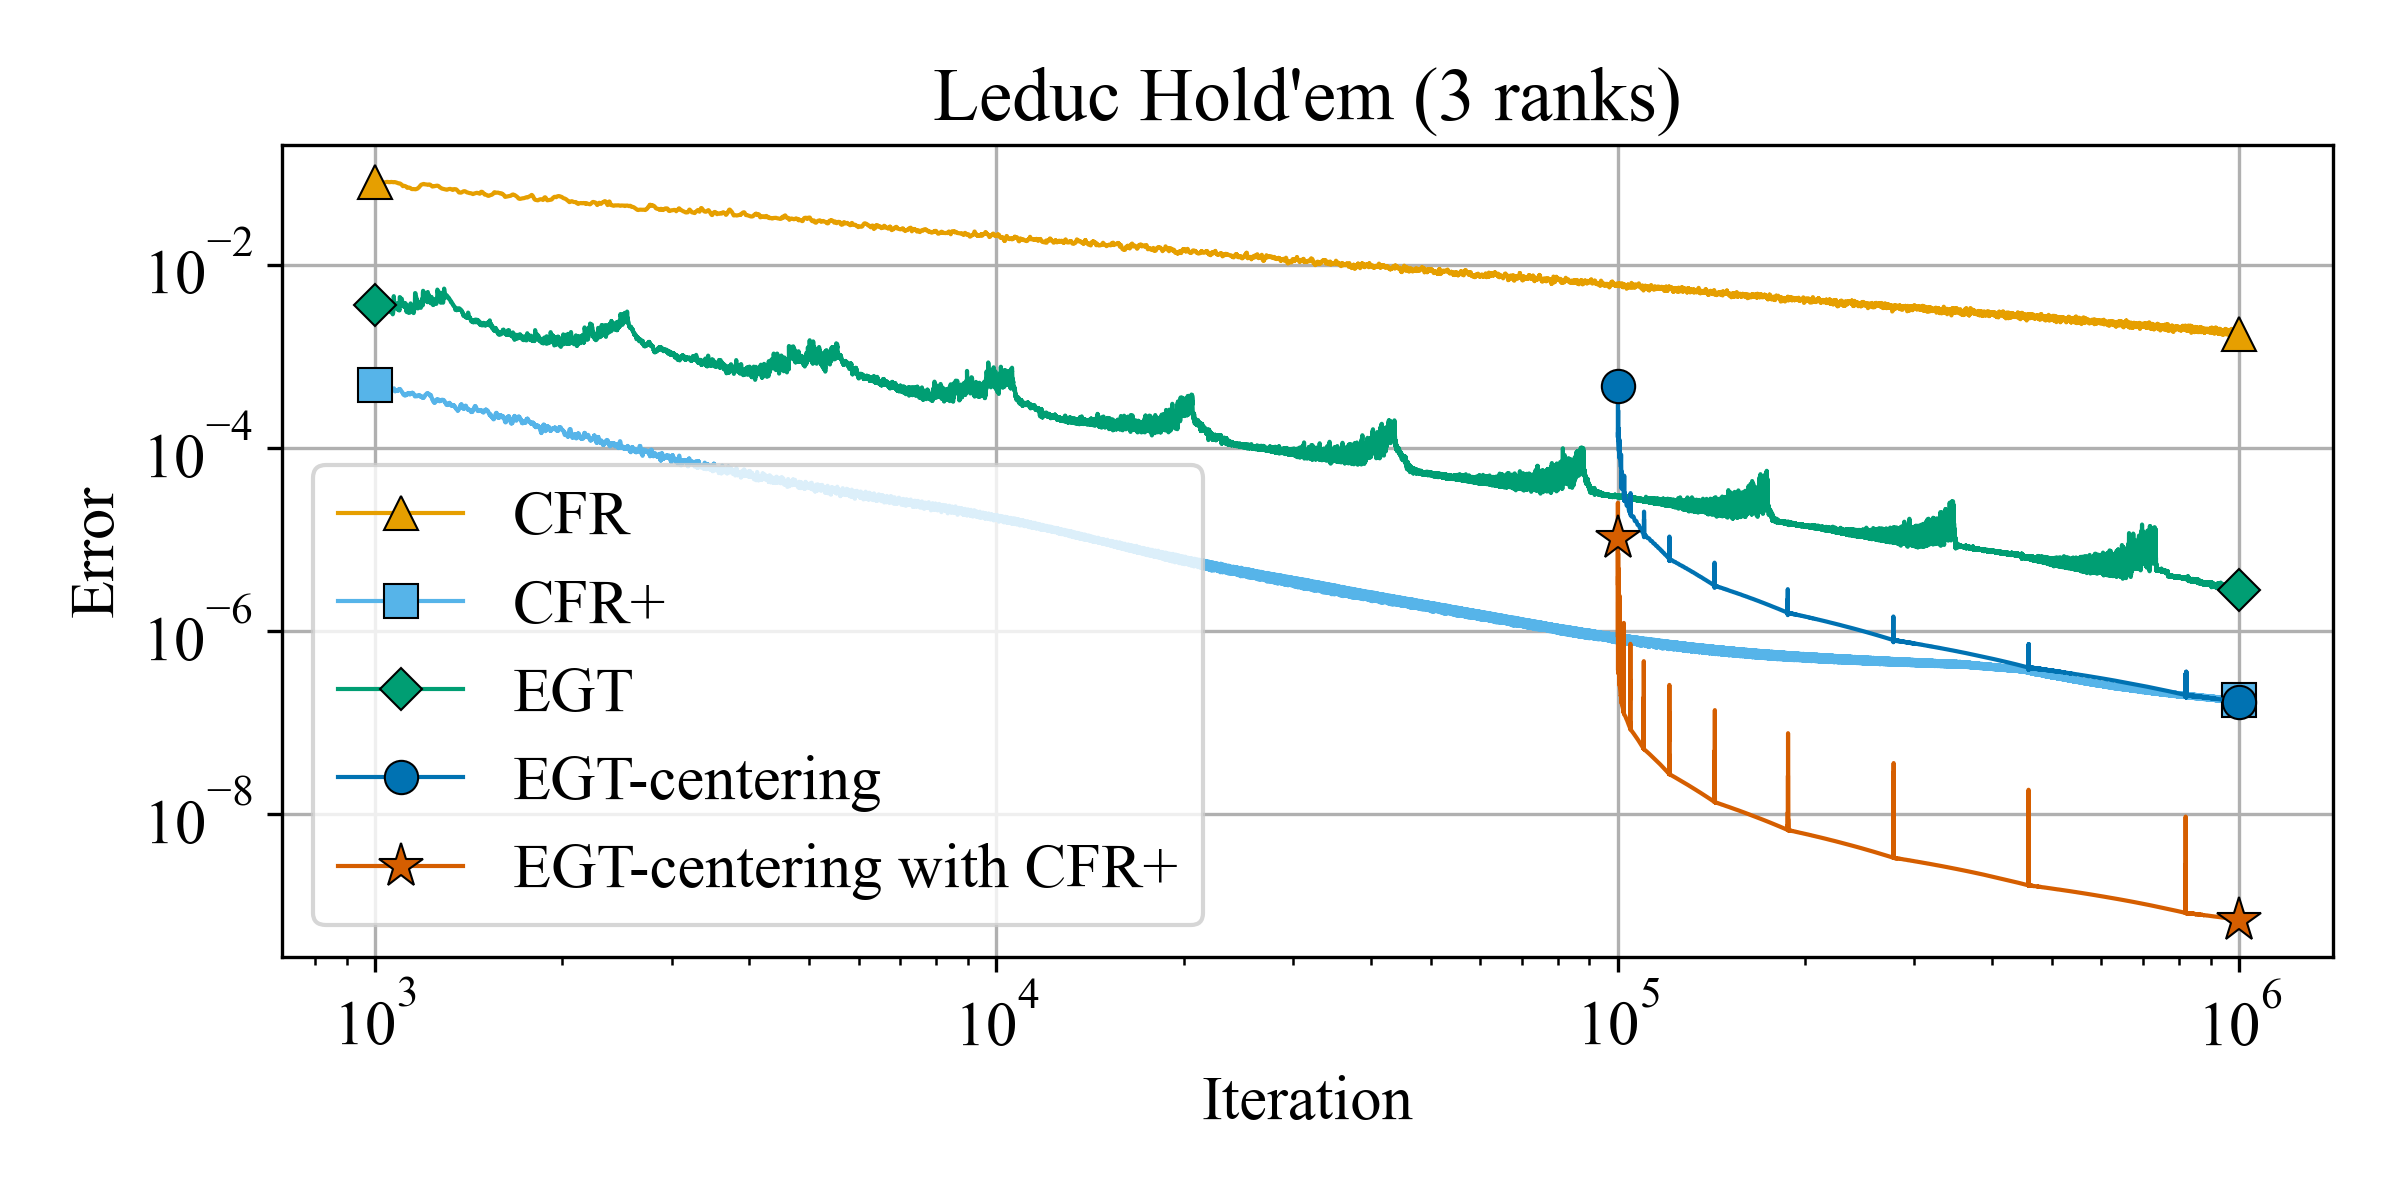 Leduc Hold'em (3 ranks)
Error
10^−2
10^−4
10^−6
10^−8
CFR
CFR+
EGT
EGT-centering
EGT-centering with CFR+
10^3 10^4 10^5 10^6
Iteration